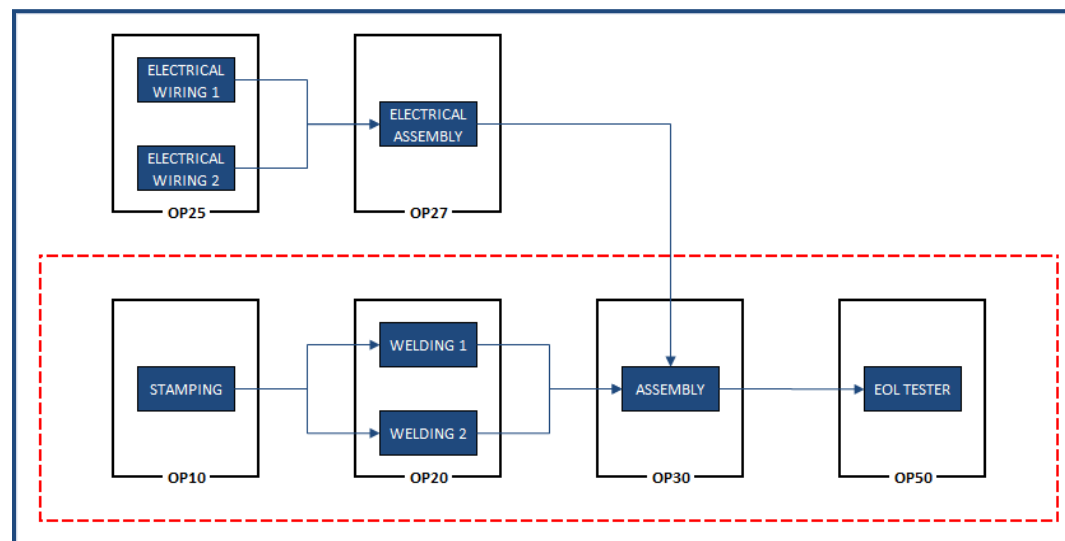 ELECTRICAL
WIRING 1
ELECTRICAL
WIRING 2
OP25
ELECTRICAL
ASSEMBLY
OP27
STAMPING
OP10
WELDING 1
WELDING 2
OP20
ASSEMBLY
OP30
EOL TESTER
OP50